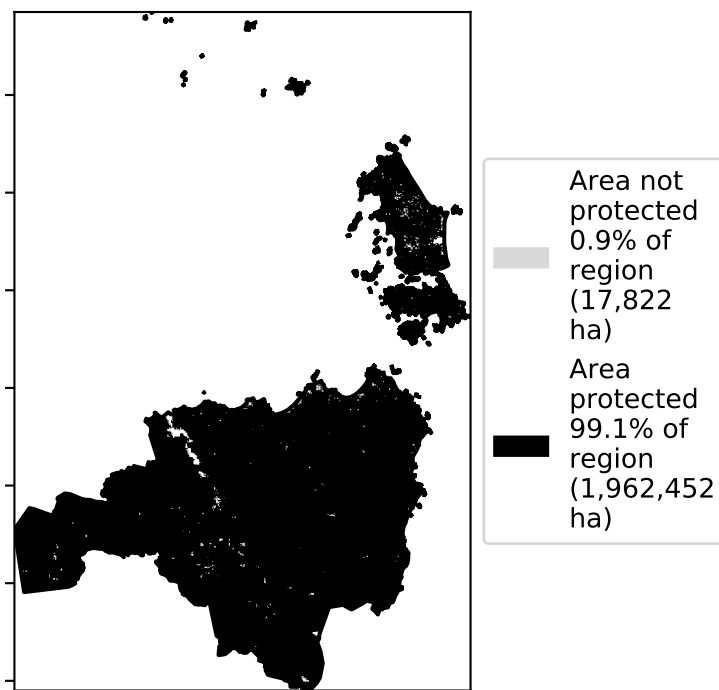 Area not
protected
0.9% of
region
(17,822
ha)
Area
protected
99.1% of
region
(1,962,452
ha)